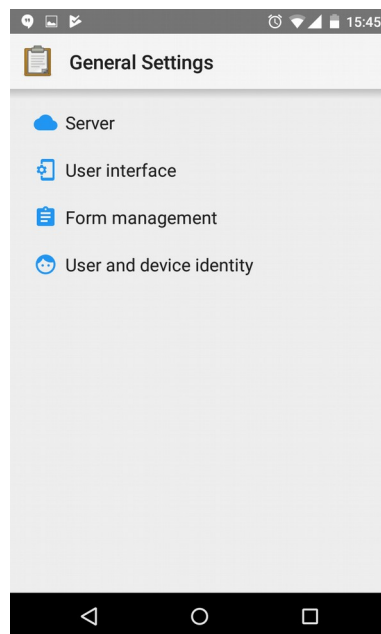 15:45
General Settings
Server
User interface
Form management
User and device identity